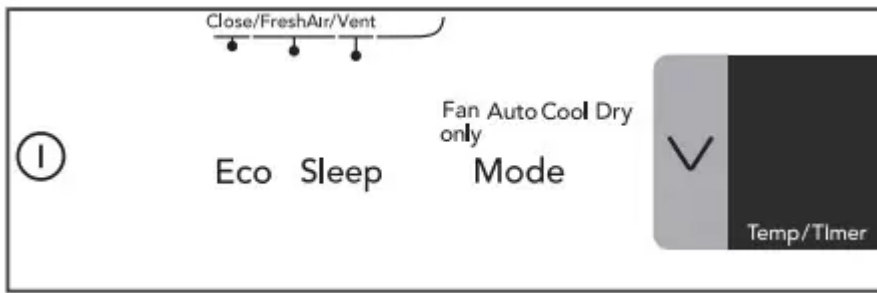 Close/FreshAir/Vent
Fan Auto Cool Dry
only
Eco Sleep Mode
Temp/TImer